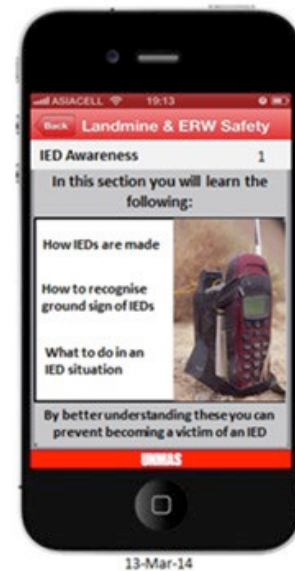 ASIACELL 19:13
Back Landmine & ERW Safety
IED Awareness 1
In this section you will learn the
following:
How IEDs are made
How to recognise
ground sign of IEDs
What to do in an
IED situation
By better understanding these you can
prevent becoming a victim of an IED
UNMAS
13-Mar-14